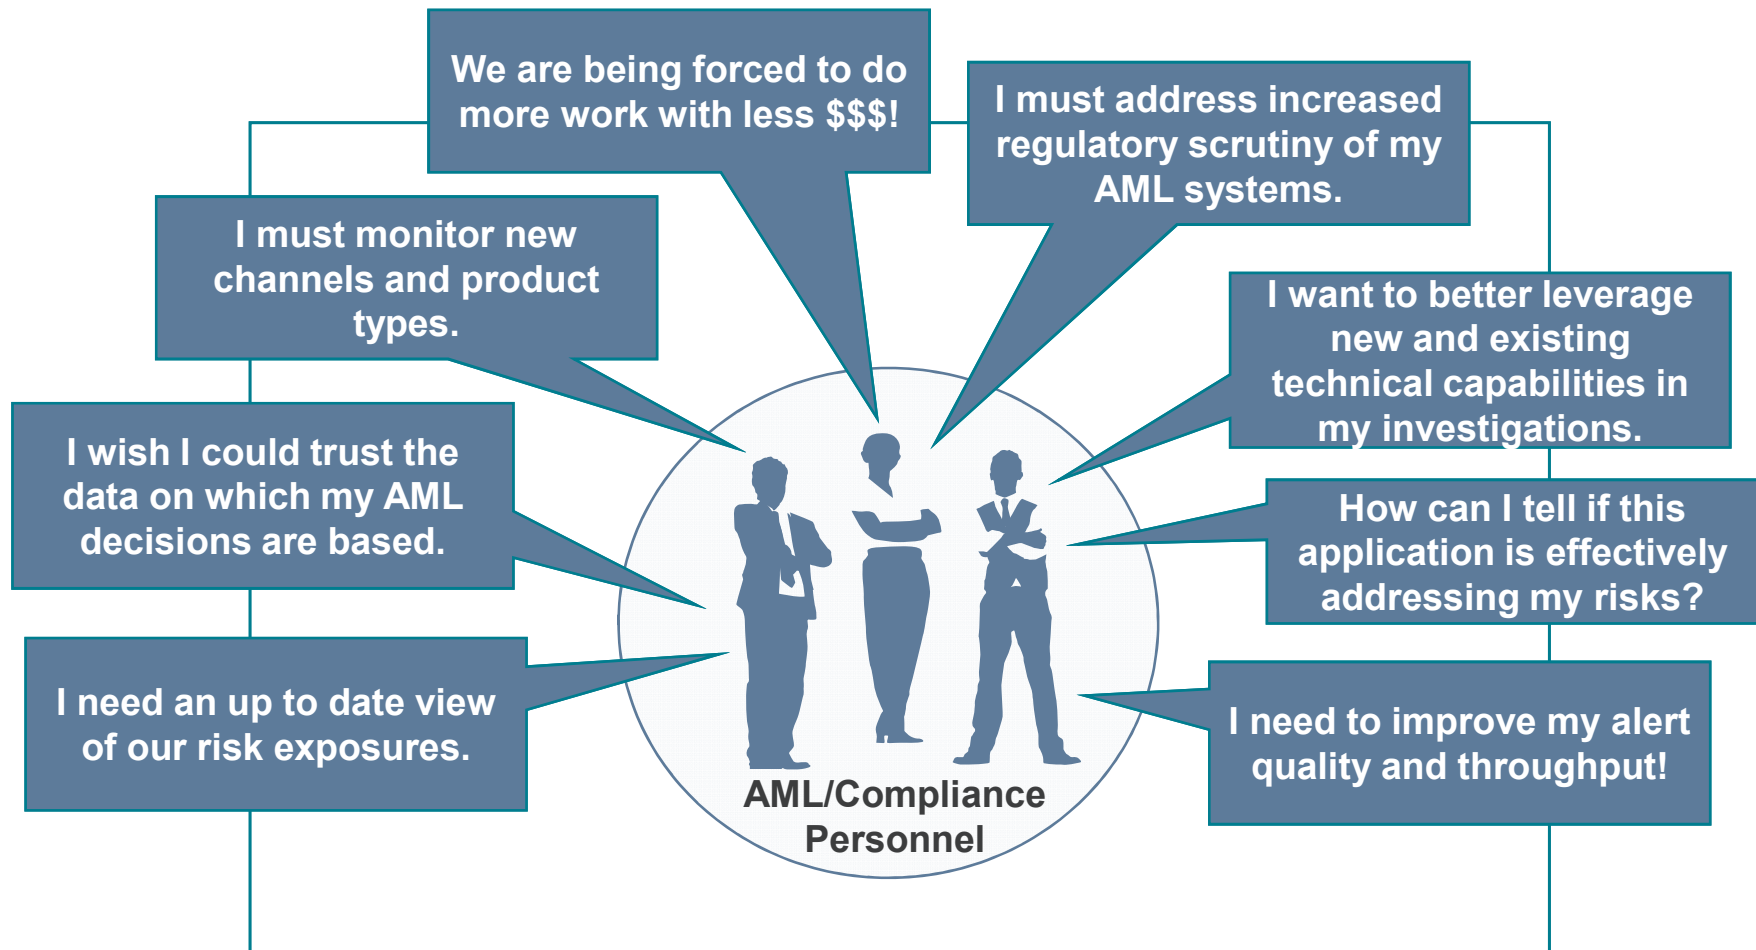 We are being forced to do
more work with less $$$!
I must address increased
regulatory scrutiny of my
AML systems.
I must monitor new
channels and product
types.
I want to better leverage
new and existing
technical capabilities in
my investigations.
I wish I could trust the
data on which my AML
decisions are based.
How can I tell if this
application is effectively
addressing my risks?
I need an up to date view
of our risk exposures.
I need to improve my alert
quality and throughput!
AML/Compliance
Personnel